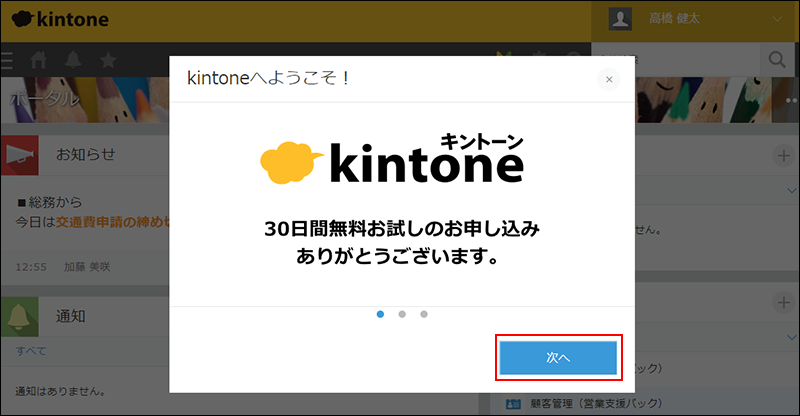 kintone
高橋 健太
ポータル
kintoneへようこそ！
×
お知らせ
■総務から
今日は交通費申請の締め切
12:55 加藤 美咲
通知
すべて
通知はありません。
キントーン
kintone
30日間無料お試しのお申し込み
ありがとうございます。
次へ
せん。
パック）
顧客管理（営業支援パック）